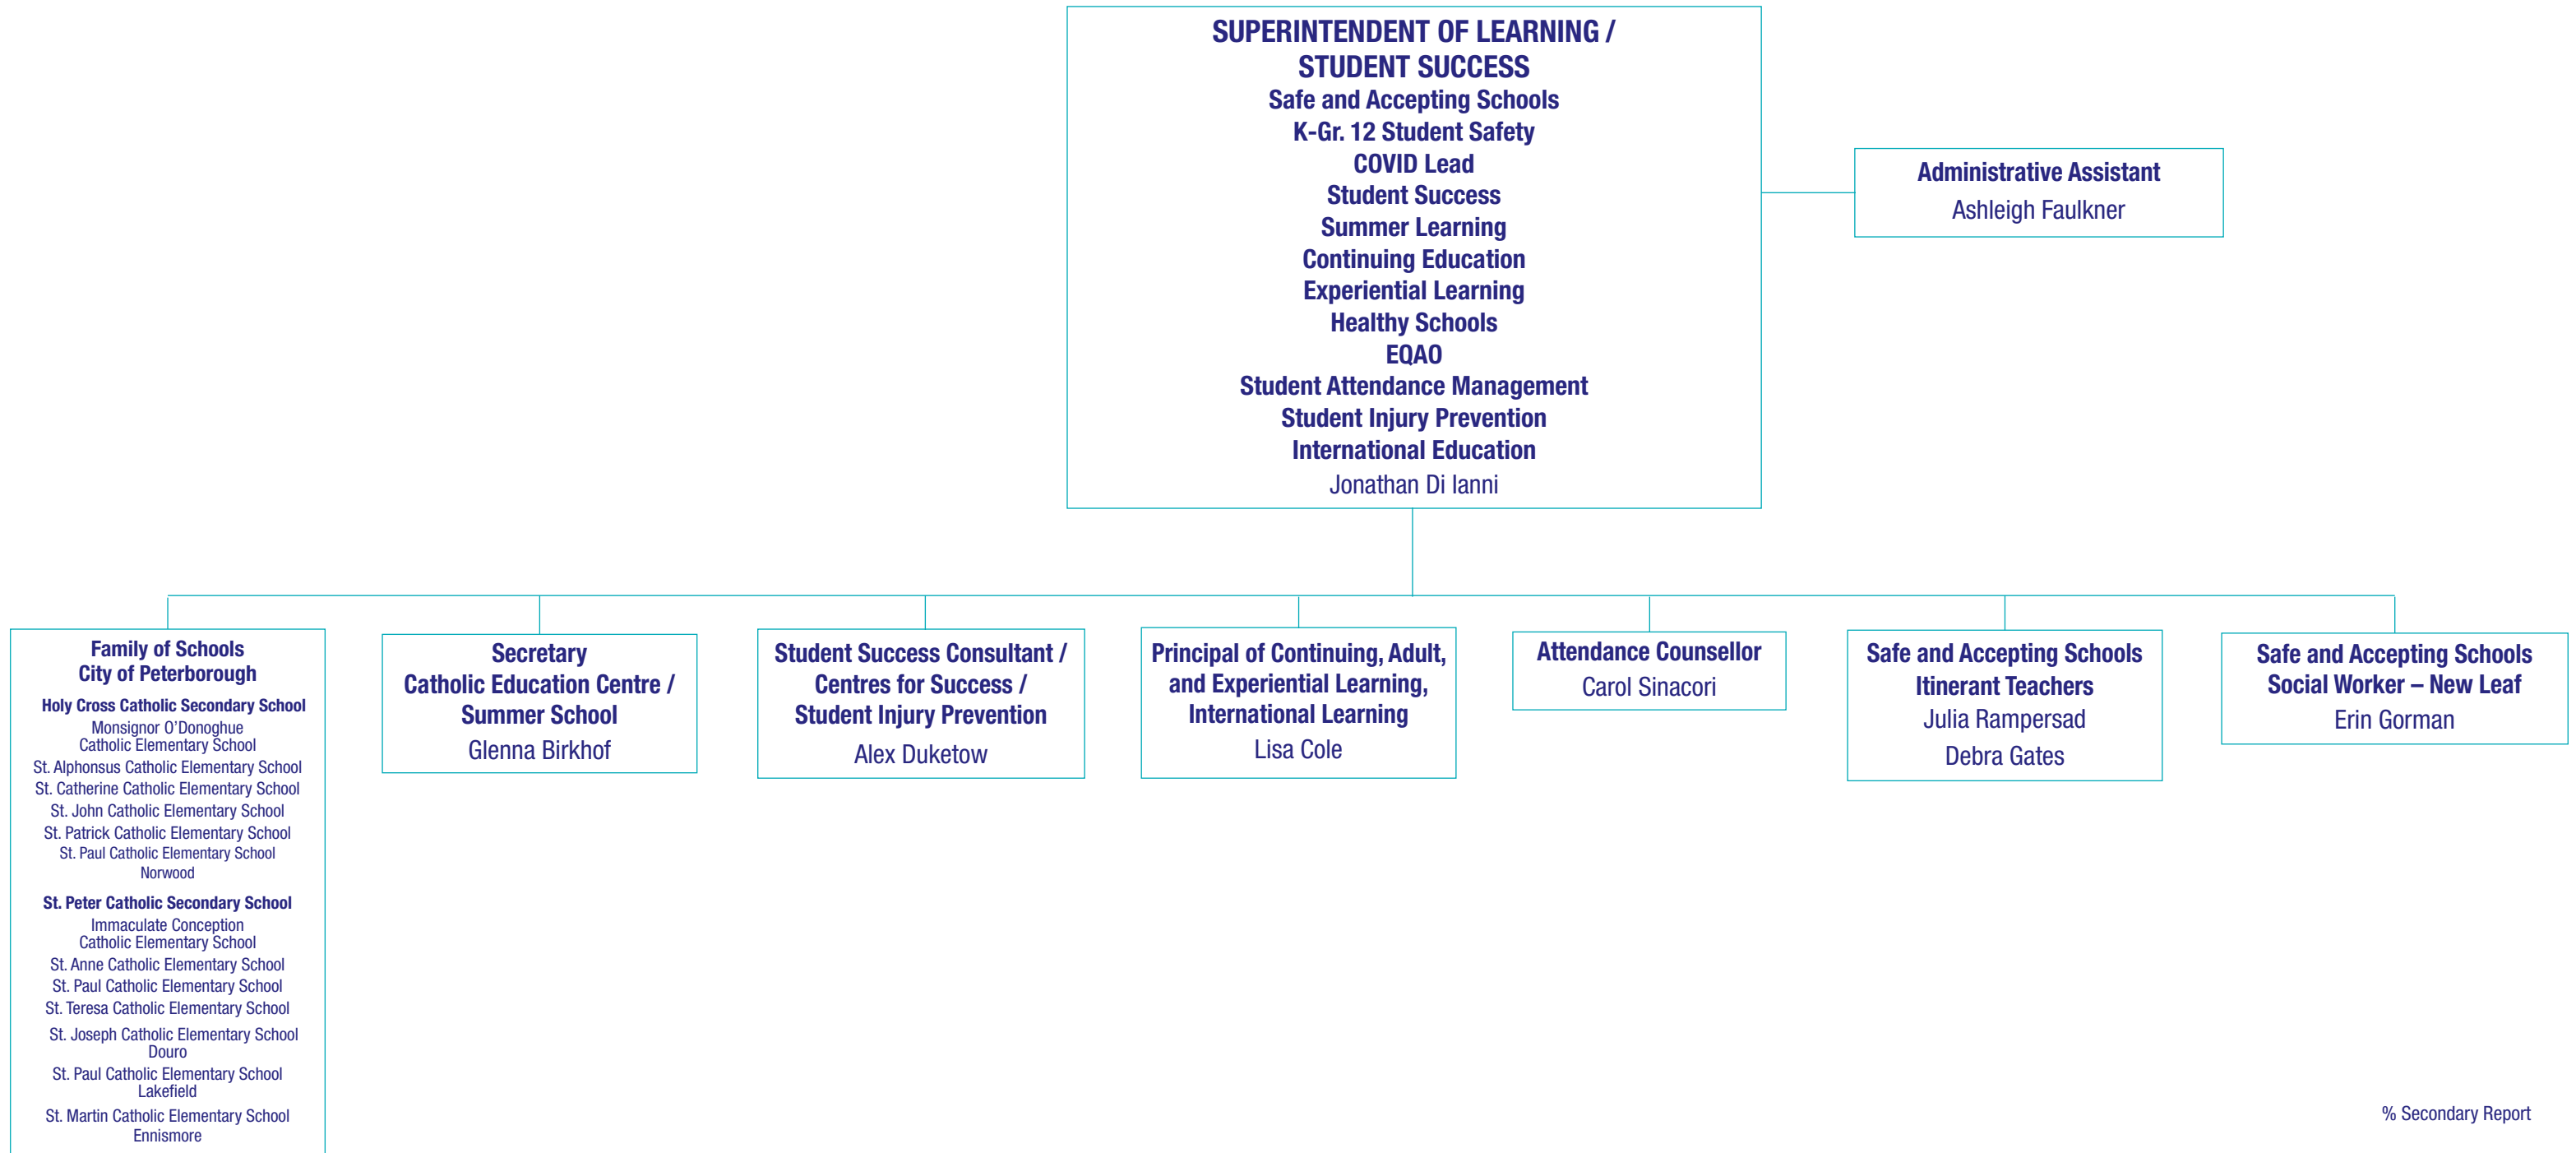 SUPERINTENDENT OF LEARNING /
STUDENT SUCCESS
Safe and Accepting Schools
K-Gr. 12 Student Safety
COVID Lead
Student Success
Summer Learning
Continuing Education
Experiential Learning
Healthy Schools
EQAO
Student Attendance Management
Student Injury Prevention
International Education
Jonathan Di Ianni
Administrative Assistant
Ashleigh Faulkner
Family of Schools
City of Peterborough
Holy Cross Catholic Secondary School
Monsignor O'Donoghue
Catholic Elementary School
St. Alphonsus Catholic Elementary School
St. Catherine Catholic Elementary School
St. John Catholic Elementary School
St. Patrick Catholic Elementary School
St. Paul Catholic Elementary School
Norwood
St. Peter Catholic Secondary School
Immaculate Conception
Catholic Elementary School
St. Anne Catholic Elementary School
St. Paul Catholic Elementary School
St. Teresa Catholic Elementary School
St. Joseph Catholic Elementary School
Douro
St. Paul Catholic Elementary School
Lakefield
St. Martin Catholic Elementary School
Ennismore
Secretary
Catholic Education Centre /
Summer School
Glenna Birkhof
Student Success Consultant /
Centres for Success /
Student Injury Prevention
Alex Duketow
Principal of Continuing, Adult,
and Experiential Learning,
International Learning
Lisa Cole
Attendance Counsellor
Carol Sinacori
Safe and Accepting Schools
Itinerant Teachers
Julia Rampersad
Debra Gates
Safe and Accepting Schools
Social Worker – New Leaf
Erin Gorman
% Secondary Report